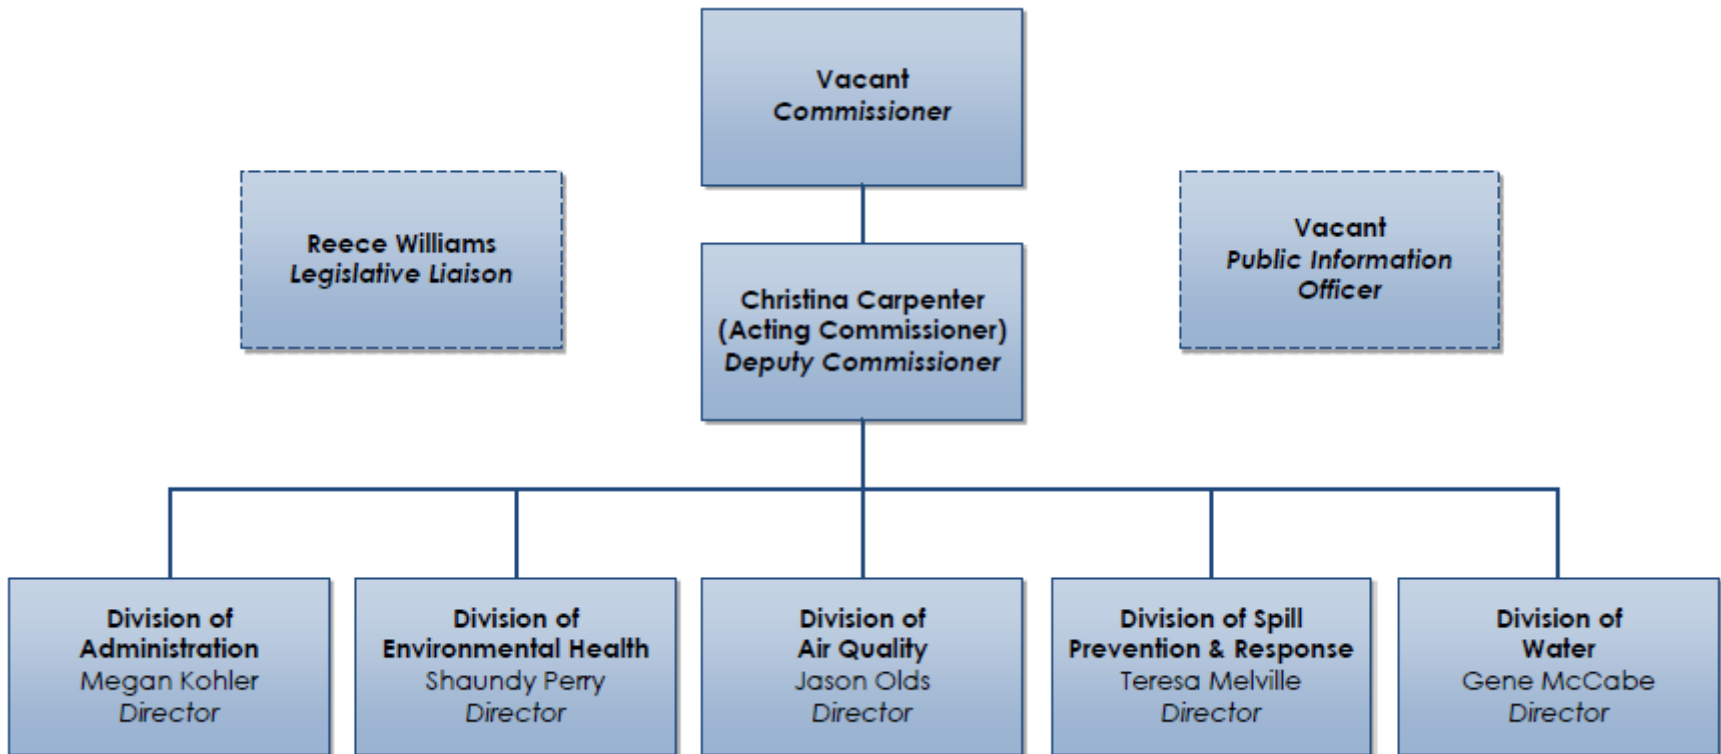 Vacant
Commissioner
Reece Williams
Legislative Liaison
Vacant
Public Information
Officer
Christina Carpenter
(Acting Commissioner)
Deputy Commissioner
Division of
Administration
Megan Kohler
Director
Division of
Environmental Health
Shaundy Perry
Director
Division of
Air Quality
Jason Olds
Director
Division of Spill
Prevention & Response
Teresa Melville
Director
Division of
Water
Gene McCabe
Director